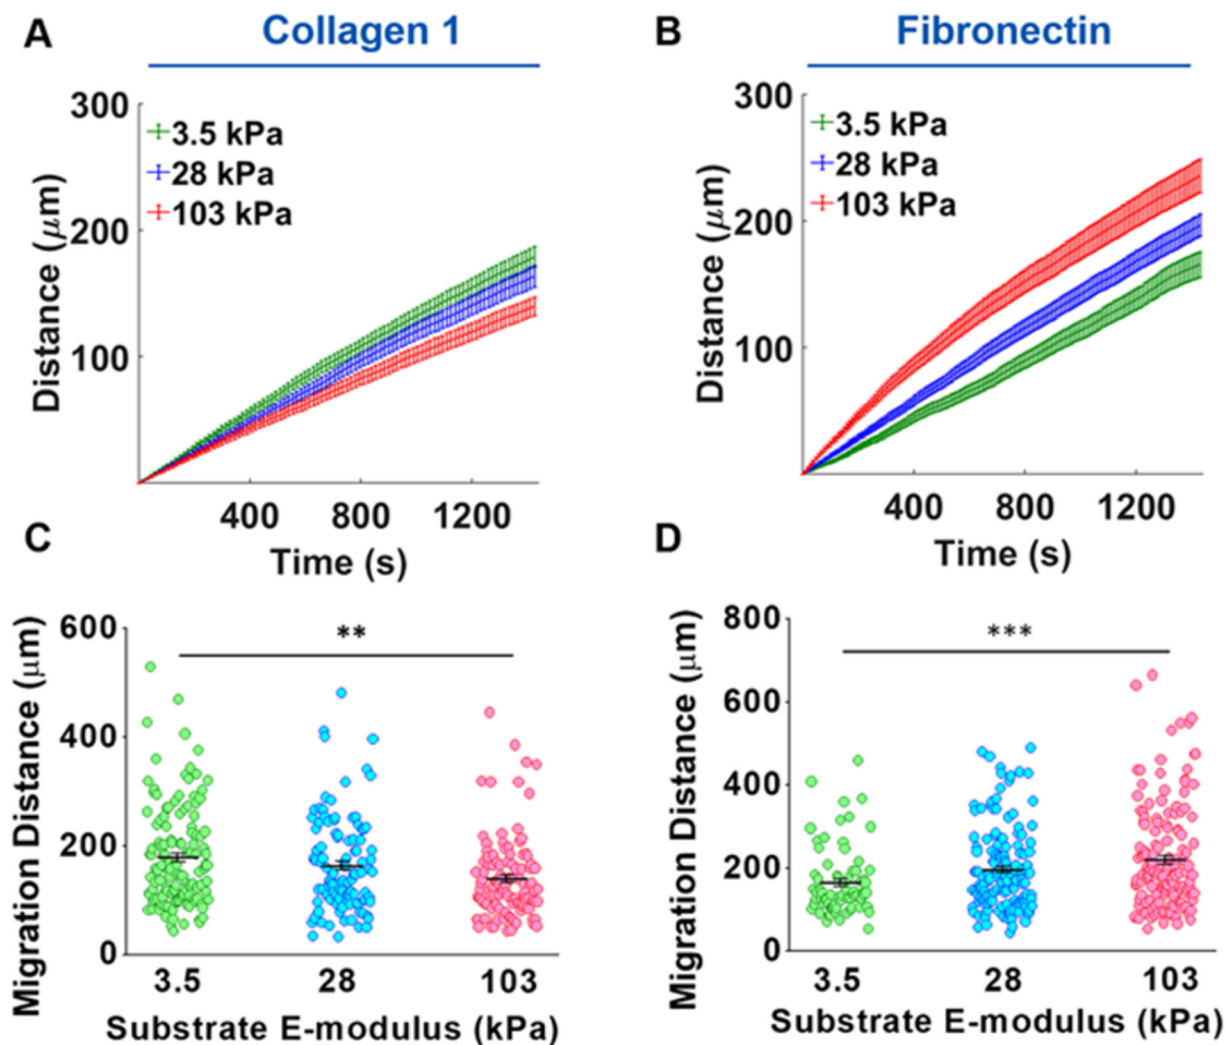 A
Collagen 1
300
3.5 kPa
28 kPa
103 kPa
200
100
Distance (μm)
400 800 1200
Time (s)
B
Fibronectin
300
3.5 kPa
28 kPa
103 kPa
200
100
Distance (μm)
400 800 1200
Time (s)
C
600
**
400
200
0
Migration Distance (μm)
3.5 28 103
Substrate E-modulus (kPa)
D
800
***
600
400
200
0
Migration Distance (μm)
3.5 28 103
Substrate E-modulus (kPa)